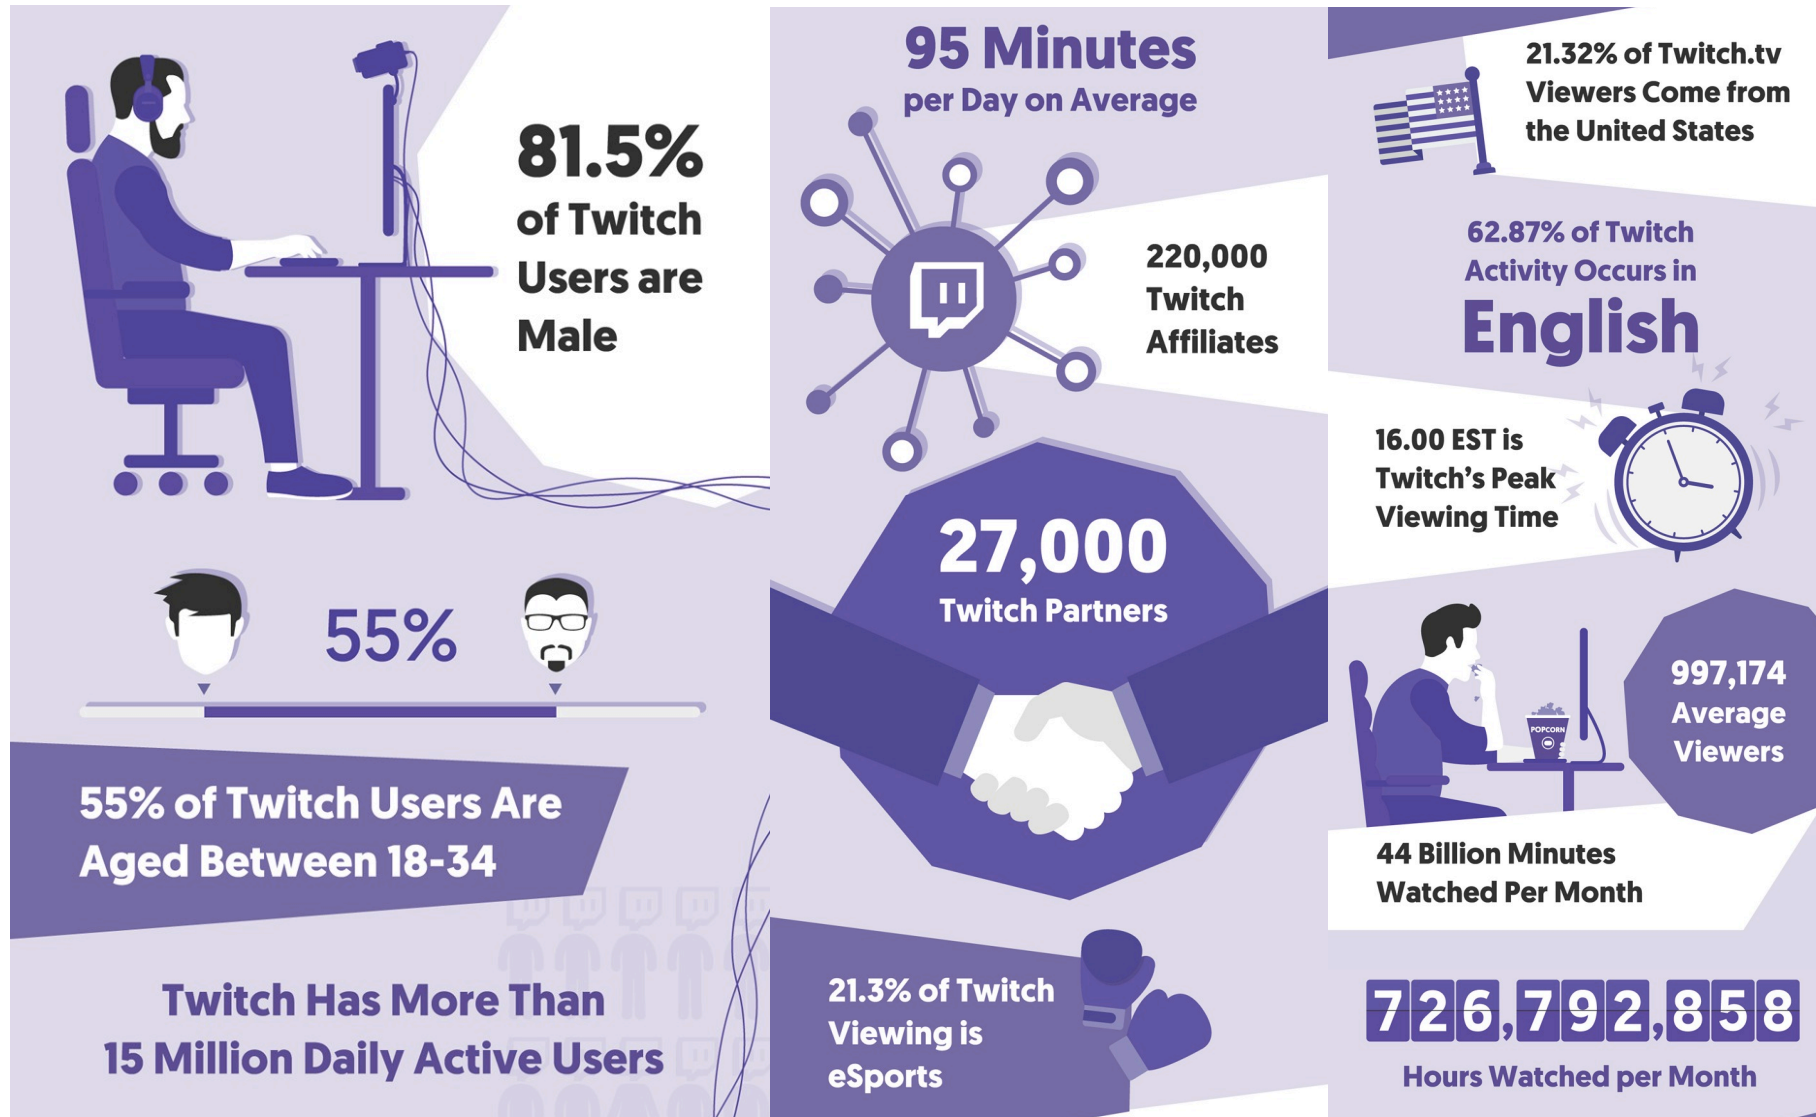 81.5%
of Twitch
Users are
Male
55%
55% of Twitch Users Are
Aged Between 18-34
Twitch Has More Than
15 Million Daily Active Users
95 Minutes
per Day on Average
220,000
Twitch
Affiliates
27,000
Twitch Partners
21.3% of Twitch
Viewing is
eSports
21.32% of Twitch.tv
Viewers Come from
the United States
62.87% of Twitch
Activity Occurs in
English
16.00 EST is
Twitch's Peak
Viewing Time
POPCORN
997,174
Average
Viewers
44 Billion Minutes
Watched Per Month
726,792,858
Hours Watched per Month